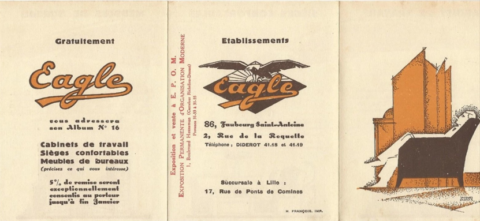 Gratuitement
Eagle
vous adressera
son Album N° 16
Cabinets de travail
Sièges confortables
Meubles de bureaux
(précisez ce qui vous intéresse)
5% de remise seront
exceptionnellement
consentis au porteur
jusqu'à fin Janvier
Exposition et vente à E. P. O. M.
EXPOSITION PERMANENTE D'ORGANISATION MODERNE
Etablissements
Eagle
86, Faubourg Saint-Antoine
2, Rue de la Roquette
Téléphone : DIDEROT 41-18 et 41-19
Succursale à Lille :
17, Rue de Pont à Comines